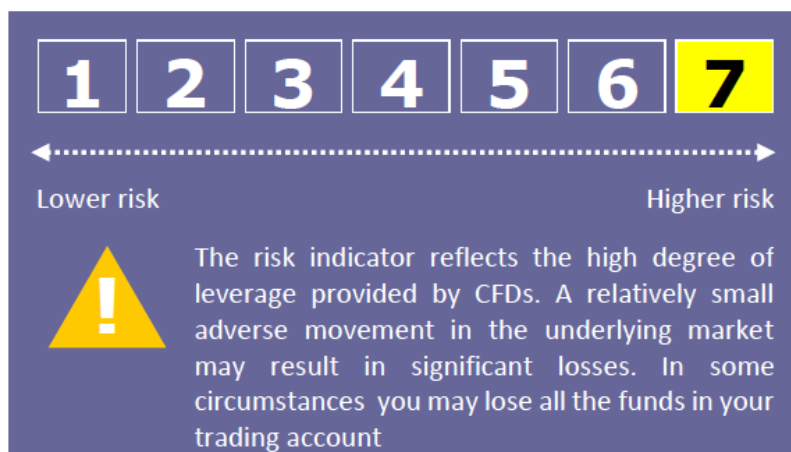 1 2 3 4 5 6 7
Lower risk Higher risk
!
The risk indicator reflects the high degree of
leverage provided by CFDs. A relatively small
adverse movement in the underlying market
may result in significant losses. In some
circumstances you may lose all the funds in your
trading account